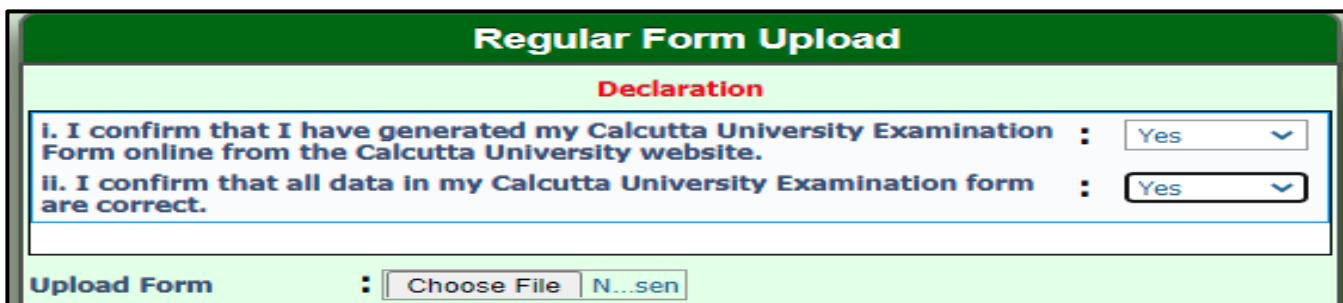 Regular Form Upload
Declaration
i. I confirm that I have generated my Calcutta University Examination : Yes
Form online from the Calcutta University website.
ii. I confirm that all data in my Calcutta University Examination form : Yes
are correct.
Upload Form : Choose File N...sen